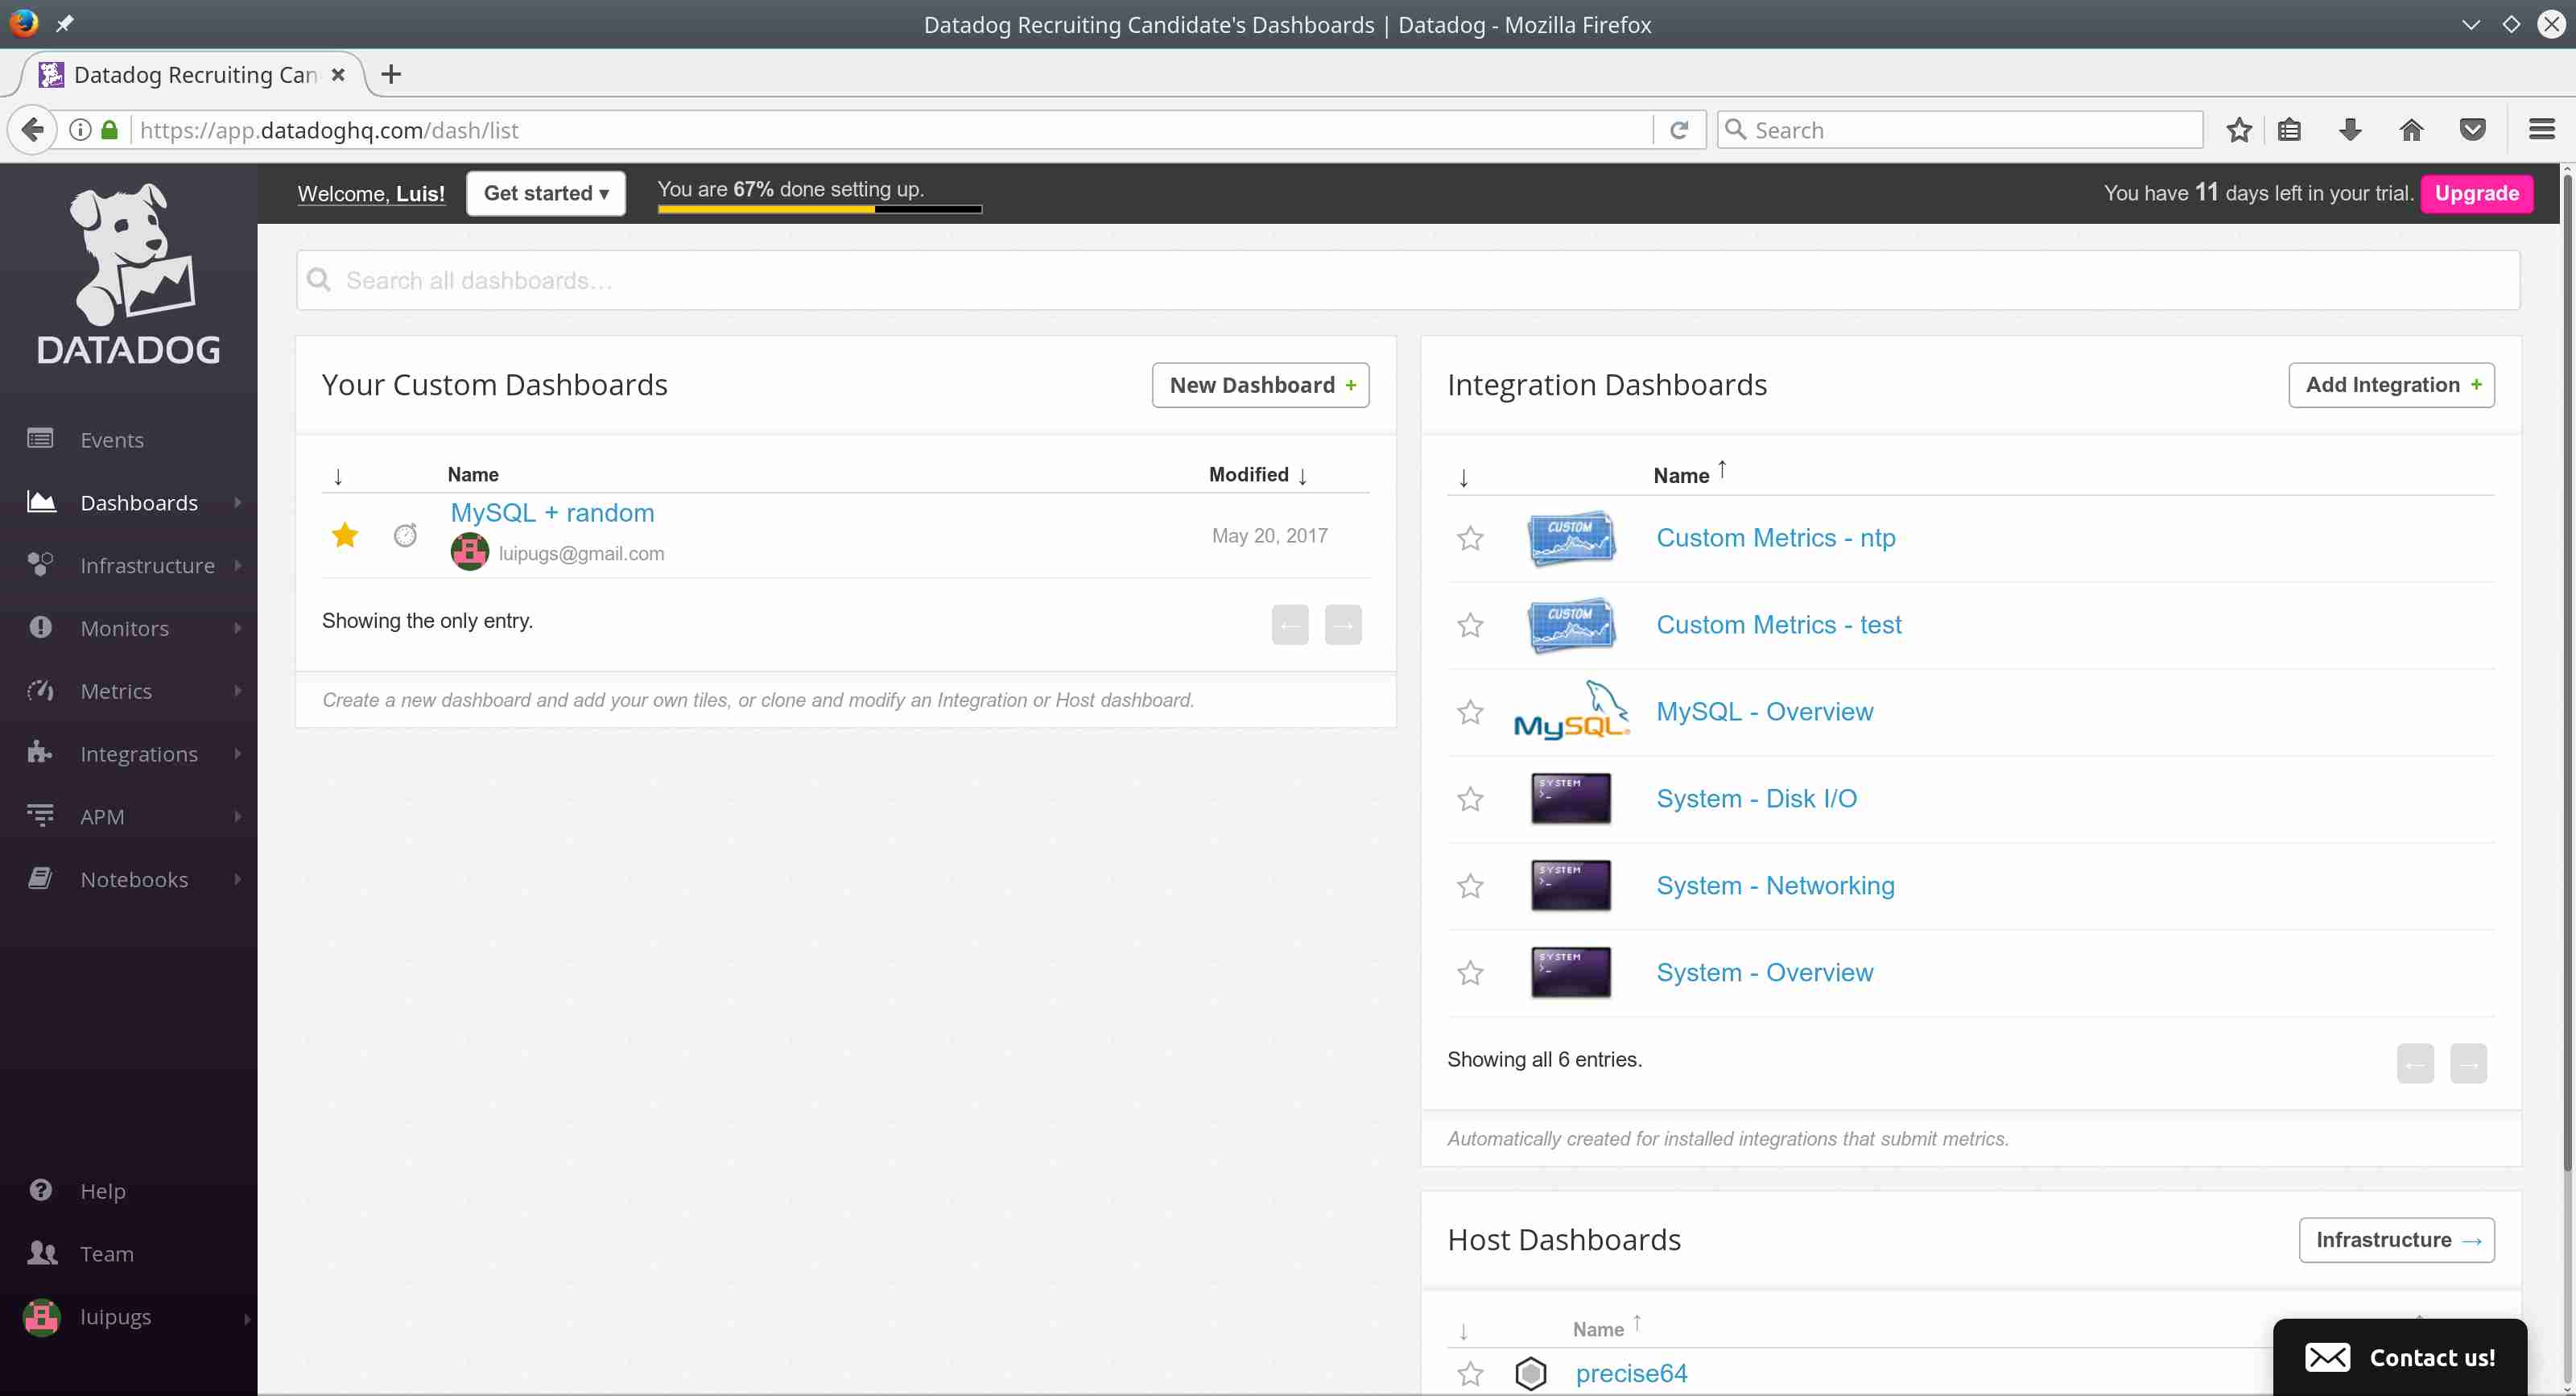 Datadog Recruiting Candidate's Dashboards | Datadog - Mozilla Firefox
Datadog Recruiting Can
https://app.datadoghq.com/dash/list
Search
Welcome, Luis!
Get started ▾
You are 67% done setting up.
You have 11 days left in your trial.
Upgrade
DATADOG
Events
Dashboards
Infrastructure
Monitors
Metrics
Integrations
APM
Notebooks
Help
Team
luipugs
Search all dashboards...
Your Custom Dashboards
New Dashboard +
↓ Name Modified ↓
MySQL + random
luipugs@gmail.com
May 20, 2017
Showing the only entry.
← →
Create a new dashboard and add your own tiles, or clone and modify an Integration or Host dashboard.
Integration Dashboards
Add Integration +
↓ Name ↑
CUSTOM
Custom Metrics - ntp
CUSTOM
Custom Metrics - test
MySQL
MySQL - Overview
SYSTEM
>_
System - Disk I/O
SYSTEM
>_
System - Networking
SYSTEM
>_
System - Overview
Showing all 6 entries.
← →
Automatically created for installed integrations that submit metrics.
Host Dashboards
Infrastructure →
↓ Name ↑
precise64
Contact us!